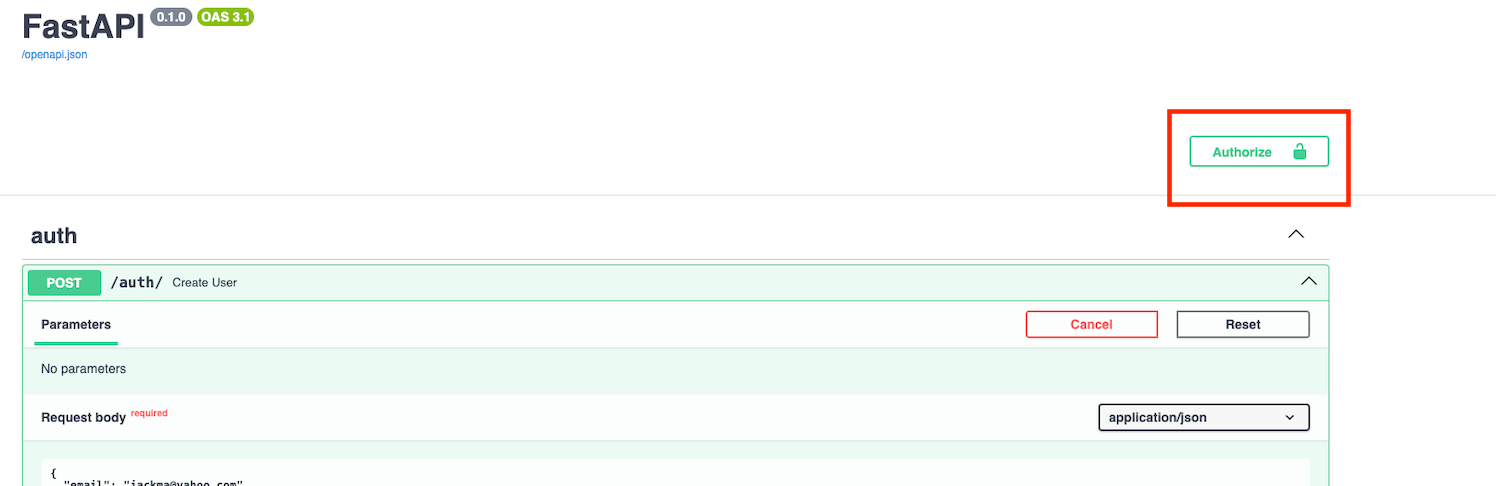 FastAPI 0.1.0 OAS 3.1
/openapi.json
Authorize
auth
POST /auth/ Create User
Parameters Cancel Reset
No parameters
Request body required application/json
{
"email": "jackma@yahoo.com"